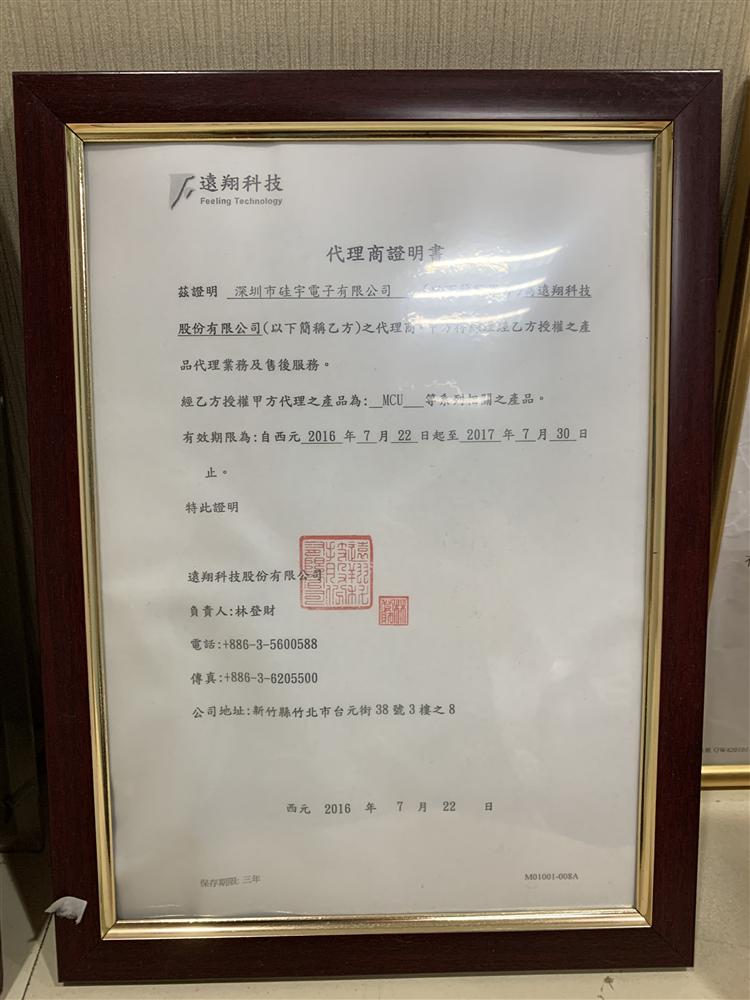 遠翔科技
Feeling Technology
代理商證明書
茲證明 深圳市硅宇電子有限公司 遠翔科技
股份有限公司(以下簡稱乙方)之代理商 經乙方授權之產
品代理業務及售後服務。
經乙方授權甲方代理之產品為: MCU 等系列相關之產品。
有效期限為:自西元 2016 年 7 月 22 日起至 2017 年 7 月 30 日
止。
特此證明
遠翔科技股份有限公司
負責人:林登財
電話:+886-3-5600588
傳真:+886-3-6205500
公司地址:新竹縣竹北市台元街 38 號 3 樓之 8
西元 2016 年 7 月 22 日
保存期限: 三年
M01001-008A
QW420101